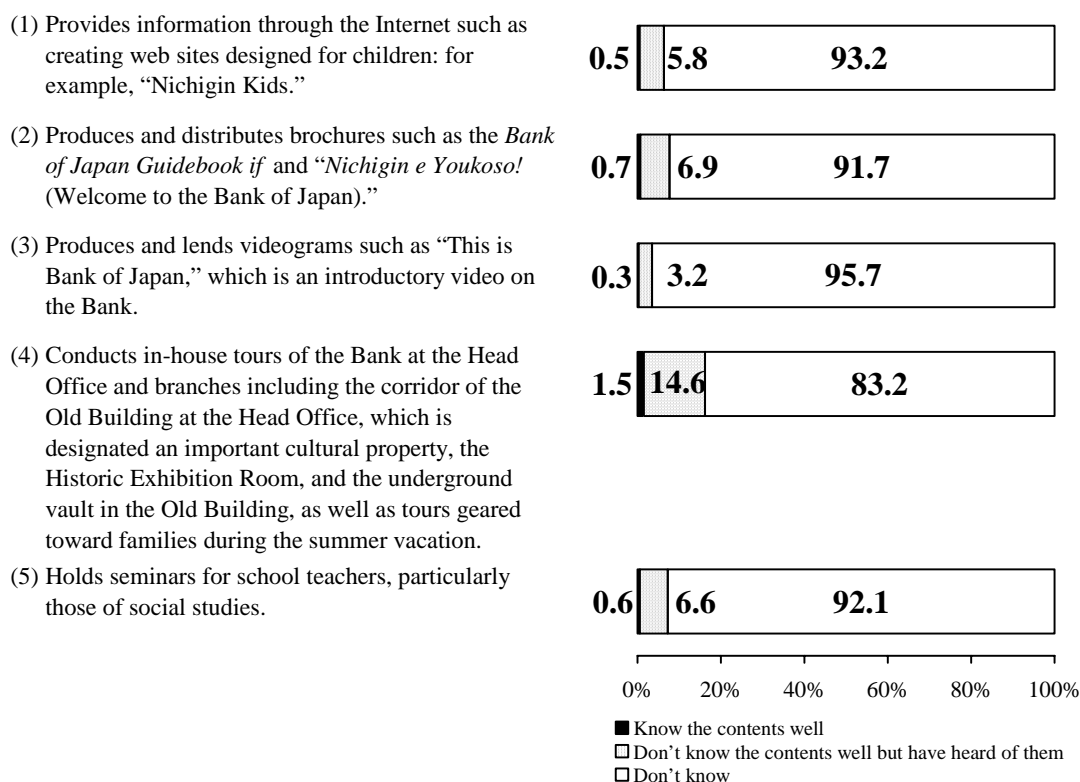 (1) Provides information through the Internet such as
creating web sites designed for children: for
example, “Nichigin Kids.”
0.5 5.8 93.2
(2) Produces and distributes brochures such as the Bank
of Japan Guidebook if and “Nichigin e Youkoso!
(Welcome to the Bank of Japan).”
0.7 6.9 91.7
(3) Produces and lends videograms such as “This is
Bank of Japan,” which is an introductory video on
the Bank.
0.3 3.2 95.7
(4) Conducts in-house tours of the Bank at the Head
Office and branches including the corridor of the
Old Building at the Head Office, which is
designated an important cultural property, the
Historic Exhibition Room, and the underground
vault in the Old Building, as well as tours geared
toward families during the summer vacation.
1.5 14.6 83.2
(5) Holds seminars for school teachers, particularly
those of social studies.
0.6 6.6 92.1
0% 20% 40% 60% 80% 100%
Know the contents well
Don’t know the contents well but have heard of them
Don’t know